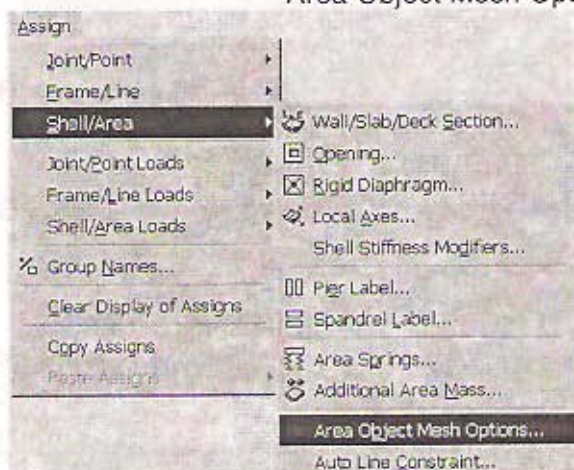 Area Object Mesh Op
Assign
Joint/Point
Frame/Line
Shell/Area
Joint/Point Loads
Frame/Line Loads
Shell/Area Loads
Group Names...
Clear Display of Assigns
Copy Assigns
Paste Assigns
Wall/Slab/Deck Section...
Opening...
Rigid Diaphragm...
Local Axes...
Shell Stiffness Modifiers...
Pier Label...
Spandrel Label...
Area Springs...
Additional Area Mass...
Area Object Mesh Options...
Auto Line Constraint...